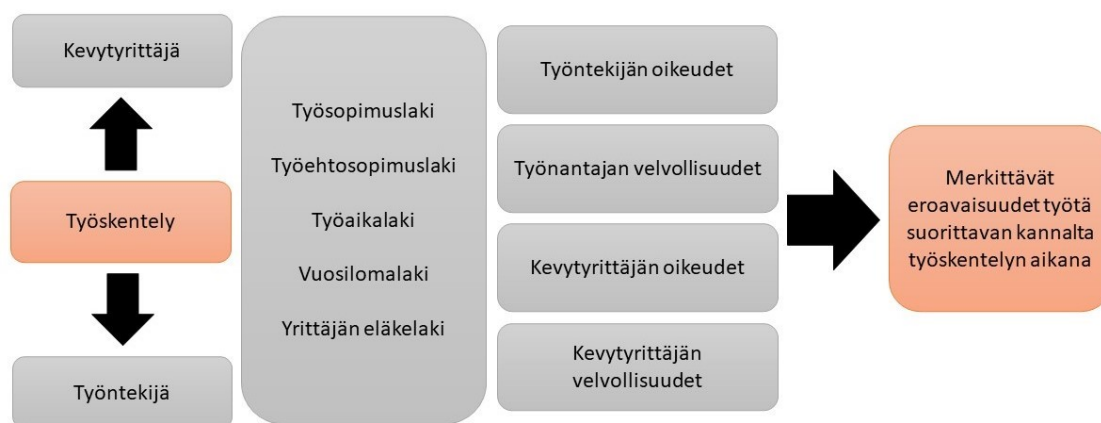 Kevytyrittäjä
Työskentely
Työntekijä
Työsopimuslaki
Työehtosopimuslaki
Työaikalaki
Vuosilomalaki
Yrittäjän eläkelaki
Työntekijän oikeudet
Työnantajan velvollisuudet
Kevytyrittäjän oikeudet
Kevytyrittäjän
velvollisuudet
Merkittävät
eroavaisuudet työtä
suorittavan kannalta
työskentelyn aikana